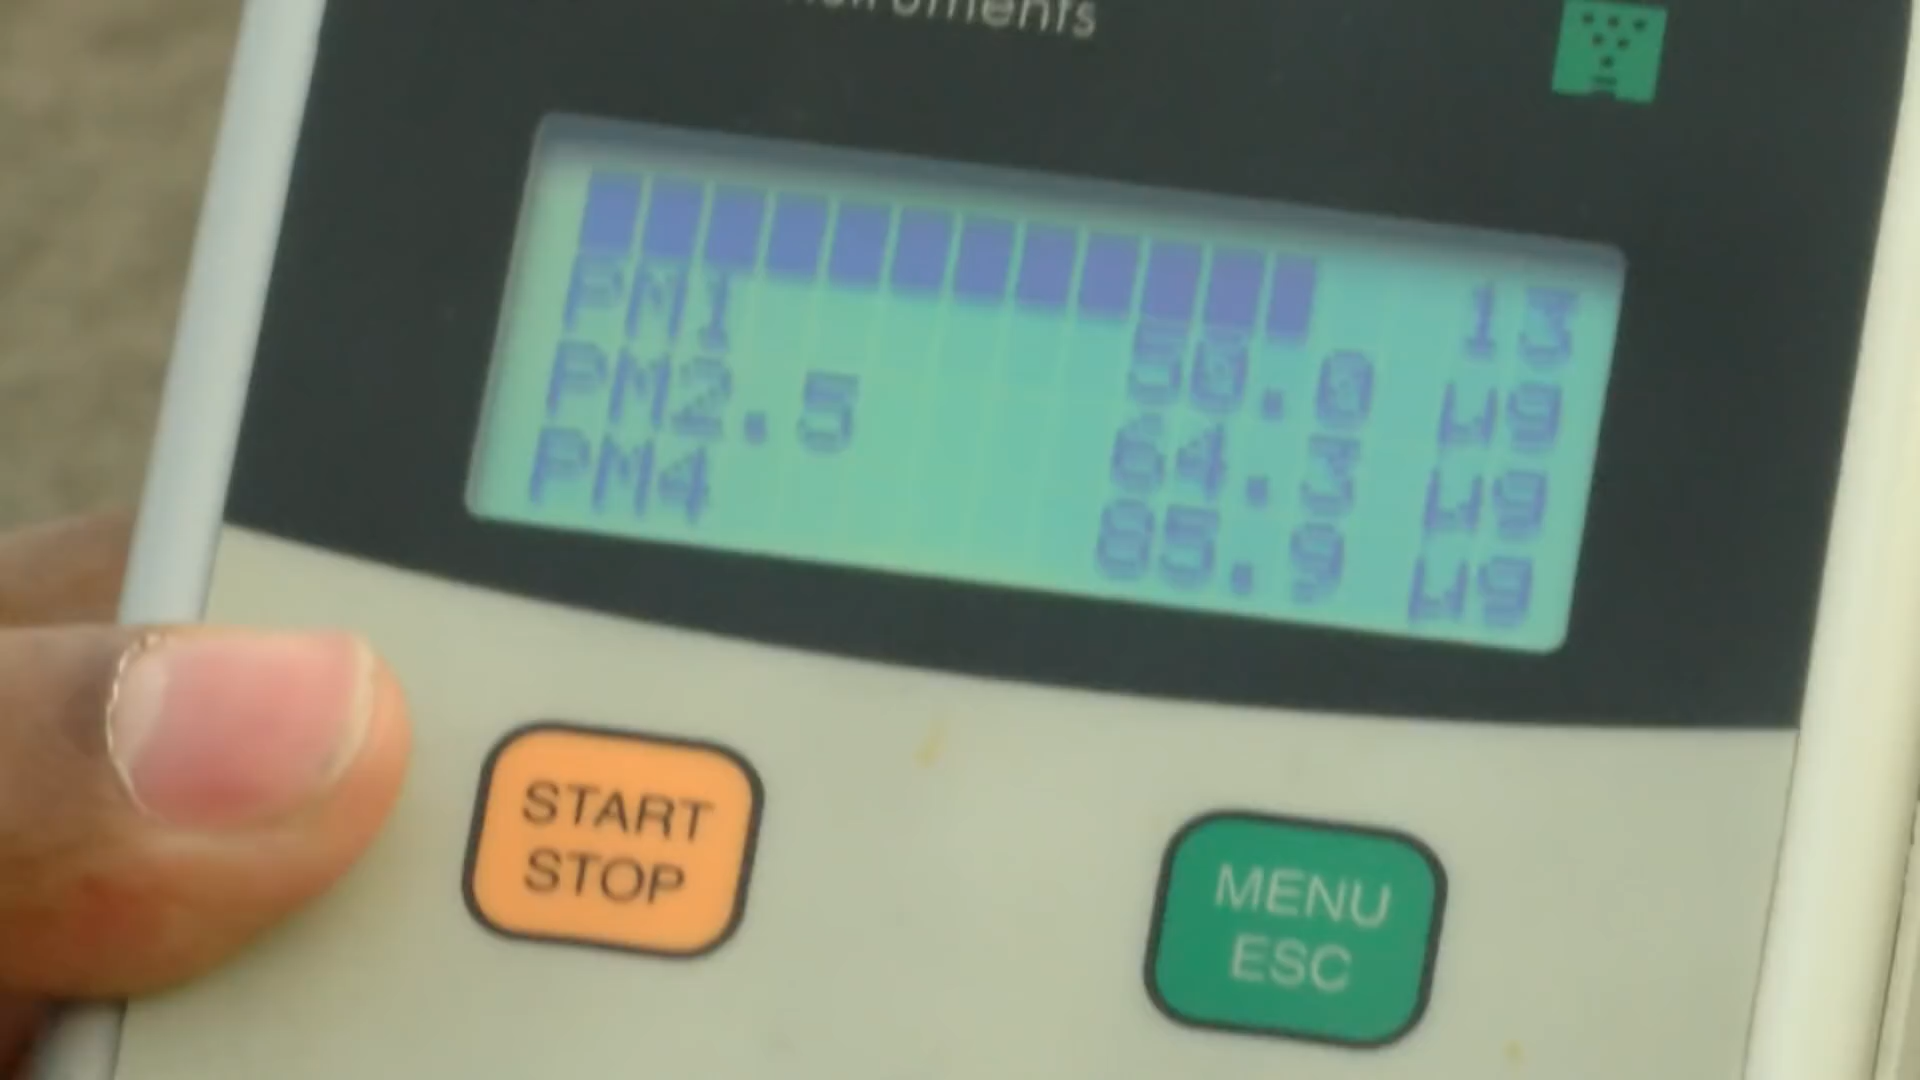 13
PM1 50.0 µg
PM2.5 64.3 µg
PM4 85.9 µg
START
STOP
MENU
ESC